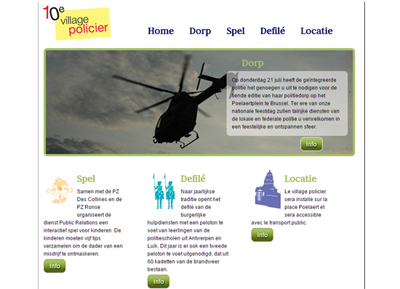 10e
village
policier
Home Dorp Spel Defilé Locatie
Dorp
Op donderdag 21 juli heeft de geïntegreerde
politie het genoegen u uit te nodigen voor de
tiende editie van haar politiedorp op het
Poelaertplein te Brussel. Ter ere van onze
nationale feestdag zullen talrijke diensten van
de lokale en federale politie u verwelkomen in
een feestelijke en ontspannen sfeer.
Info
Spel
Samen met de PZ
Des Collines en de
PZ Ronse
organiseert de
dienst Public Relations een
interactief spel voor kinderen. De
kinderen moeten vijf tips
verzamelen om de dader van een
misdrijf te ontmaskeren.
Info
Defilé
Naar jaarlijkse
traditie opent het
defilé van de
burgerlijke
hulpdiensten met een peloton te
voet van leerlingen van de
politiescholen uit Antwerpen en
Luik. Dit jaar is er ook een tweede
peloton te voet uitgenodigd, dat uit
60 kadetten van de brandweer
bestaan.
Info
Locatie
Le village policier
sera installé sur la
place Poelaert et
sera accessible
avec le transport public.
Info